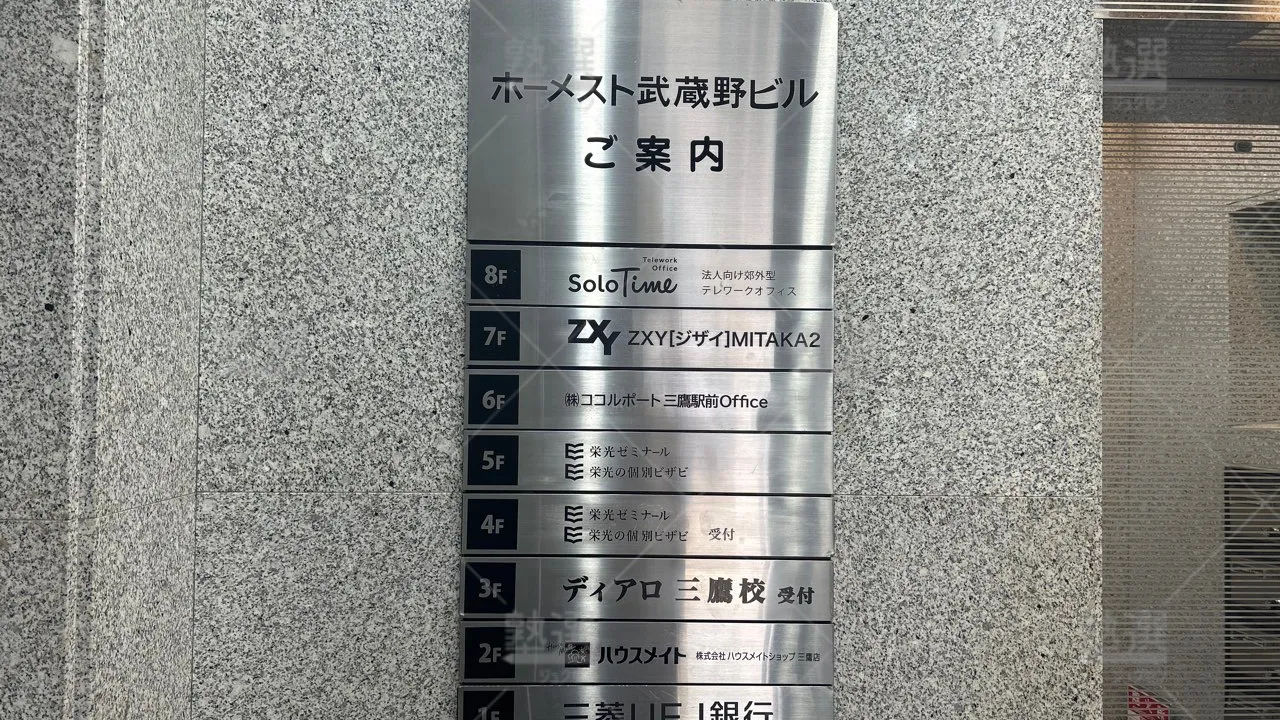 ホーメスト武蔵野ビル
ご案内
8F Solo Time Telework Office 法人向け郊外型 テレワークオフィス
7F ZXY ZXY[ジザイ]MITAKA2
6F ㈱ココルポート三鷹駅前Office
5F 栄光ゼミナール
栄光の個別ビザビ
4F 栄光ゼミナール
栄光の個別ビザビ 受付
3F ディアロ 三鷹校 受付
2F ハウスメイト 株式会社ハウスメイトショップ 三鷹店
1F 三菱UFJ銀行